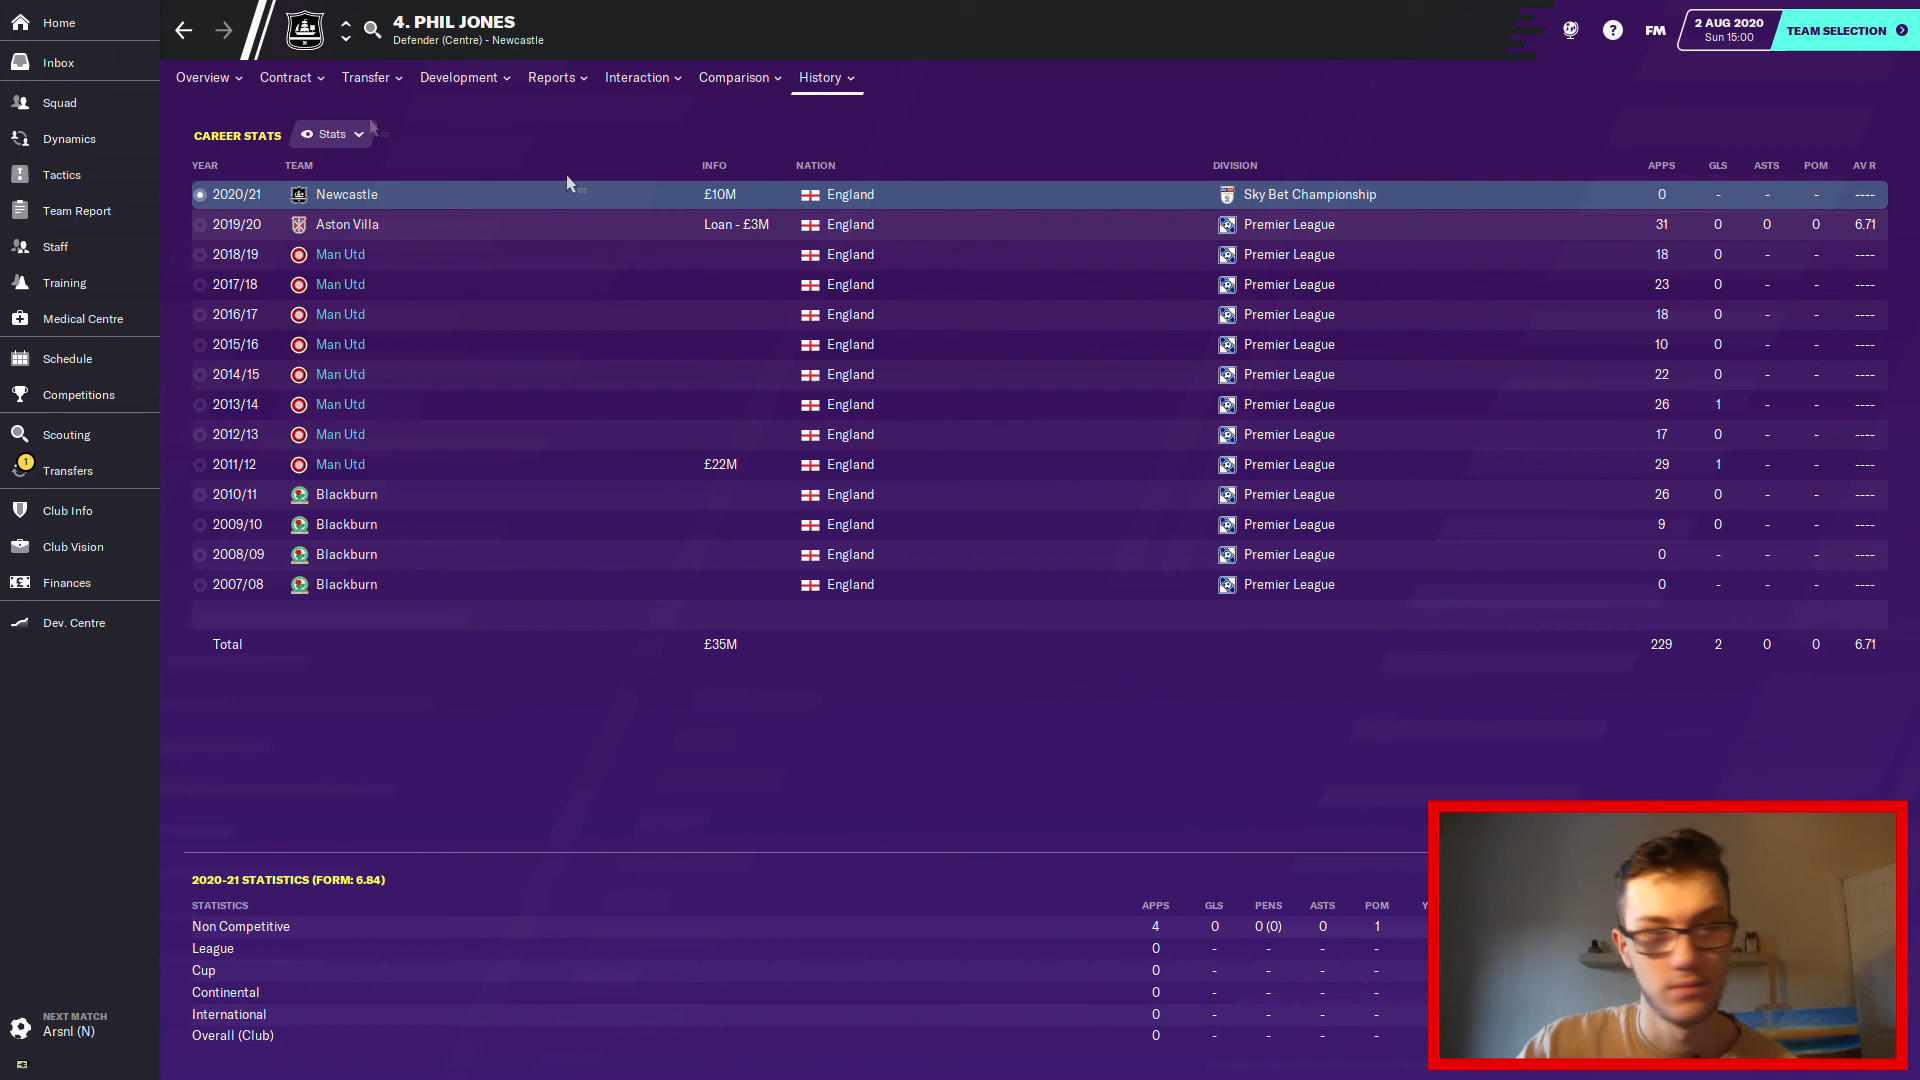 Home
Inbox
Squad
Dynamics
Tactics
Team Report
Staff
Training
Medical Centre
Schedule
Competitions
Scouting
1
Transfers
Club Info
Club Vision
Finances
Dev. Centre
NEXT MATCH
Arsnl (N)
4. PHIL JONES
Defender (Centre) - Newcastle
FM
2 AUG 2020
Sun 15:00
TEAM SELECTION
Overview Contract Transfer Development Reports Interaction Comparison History
CAREER STATS Stats
YEAR TEAM INFO NATION DIVISION APPS GLS ASTS POM AV R
2020/21 Newcastle £10M England Sky Bet Championship 0 - - - ----
2019/20 Aston Villa Loan - £3M England Premier League 31 0 0 0 6.71
2018/19 Man Utd England Premier League 18 0 - - ----
2017/18 Man Utd England Premier League 23 0 - - ----
2016/17 Man Utd England Premier League 18 0 - - ----
2015/16 Man Utd England Premier League 10 0 - - ----
2014/15 Man Utd England Premier League 22 0 - - ----
2013/14 Man Utd England Premier League 26 1 - - ----
2012/13 Man Utd England Premier League 17 0 - - ----
2011/12 Man Utd £22M England Premier League 29 1 - - ----
2010/11 Blackburn England Premier League 26 0 - - ----
2009/10 Blackburn England Premier League 9 0 - - ----
2008/09 Blackburn England Premier League 0 - - - ----
2007/08 Blackburn England Premier League 0 - - - ----
Total £35M 229 2 0 0 6.71
2020-21 STATISTICS (FORM: 6.84)
STATISTICS APPS GLS PENS ASTS POM Y
Non Competitive 4 0 0 (0) 0 1
League 0 - - - -
Cup 0 - - - -
Continental 0 - - - -
International 0 - - - -
Overall (Club) 0 - - - -